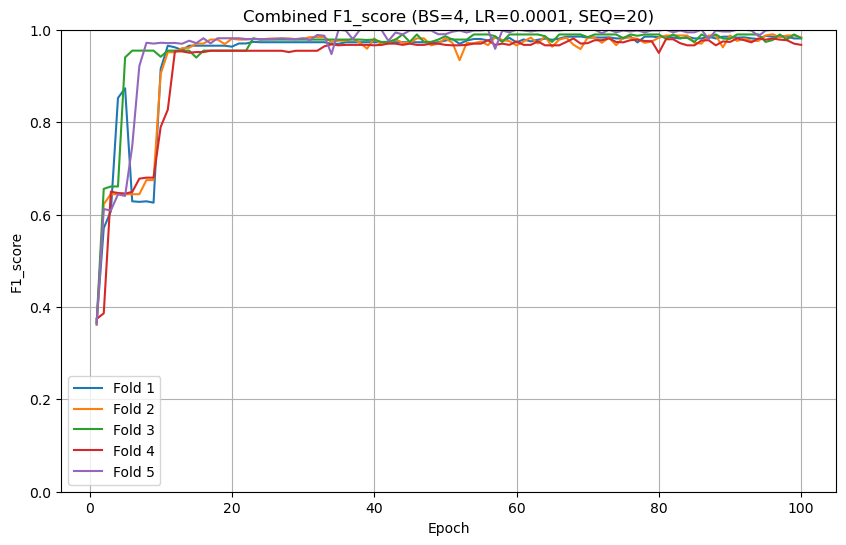 Combined F1_score (BS=4, LR=0.0001, SEQ=20)
F1_score
1.0
0.8
0.6
0.4
0.2
0.0
Fold 1
Fold 2
Fold 3
Fold 4
Fold 5
0 20 40 60 80 100
Epoch